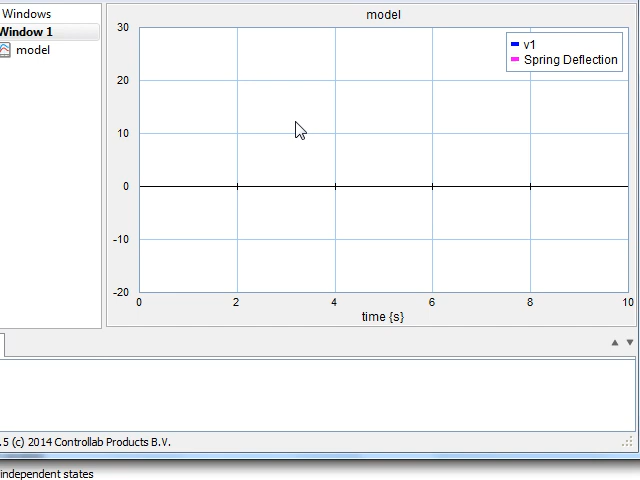 Windows
Window 1
model
model
v1
Spring Deflection
30
20
10
0
-10
-20
0 2 4 6 8 10
time {s}
.5 (c) 2014 Controllab Products B.V.
independent states